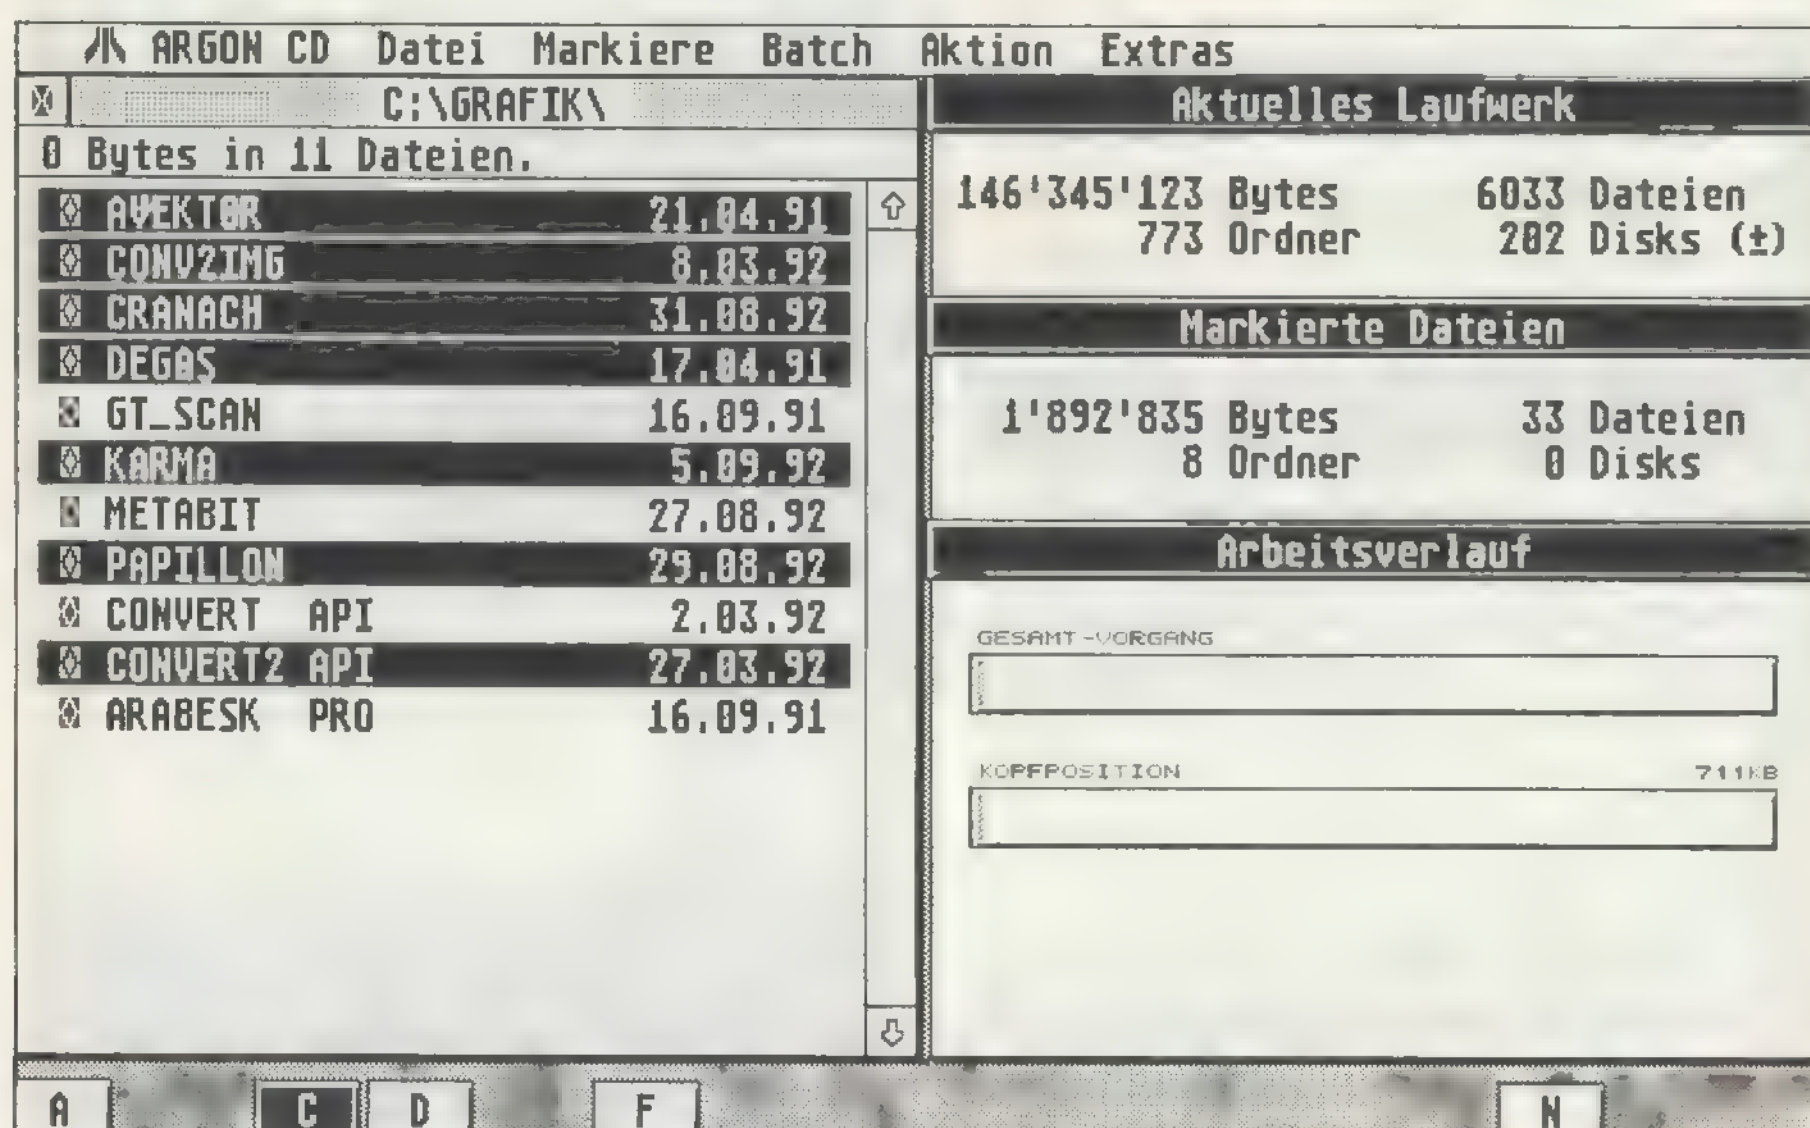 ARGON CD Datei Markiere Batch Aktion Extras
C:\GRAFIK\
0 Bytes in 11 Dateien.
AVEKTOR 21.04.91
CONV2IMG 8.03.92
CRANACH 31.08.92
DEGAS 17.04.91
GT_SCAN 16.09.91
KARMA 5.09.92
METABIT 27.08.92
PAPILLON 29.08.92
CONVERT API 2.03.92
CONVERT2 API 27.03.92
ARABESK PRO 16.09.91
Aktuelles Laufwerk
146'345'123 Bytes 6033 Dateien
773 Ordner 202 Disks (±)
Markierte Dateien
1'892'835 Bytes 33 Dateien
8 Ordner 0 Disks
Arbeitsverlauf
GESAMT-VORGANG
KOPFPOSITION 711KB
A C D F N